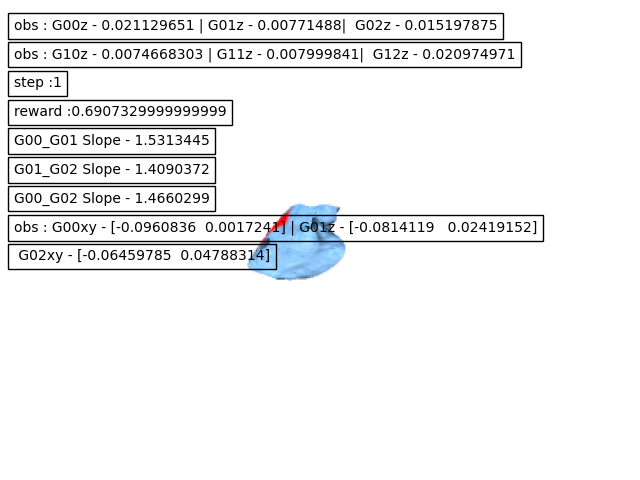 obs : G00z - 0.021129651 | G01z - 0.00771488| G02z - 0.015197875
obs : G10z - 0.0074668303 | G11z - 0.007999841| G12z - 0.020974971
step :1
reward :0.6907329999999999
G00_G01 Slope - 1.5313445
G01_G02 Slope - 1.4090372
G00_G02 Slope - 1.4660299
obs : G00xy - [-0.0960836 0.0017241] | G01z - [-0.0814119 0.02419152]
G02xy - [-0.06459785 0.04788314]